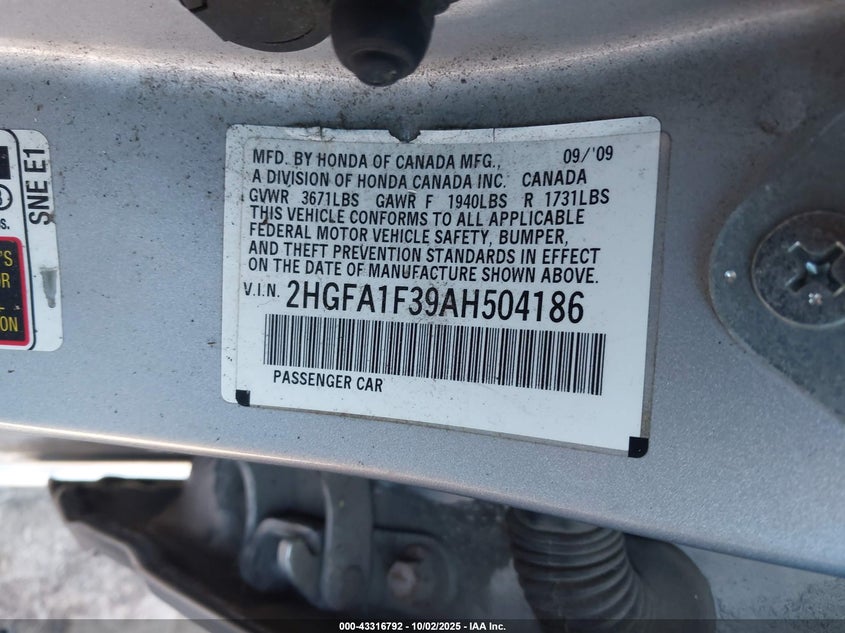 SNE E1
S.
'S
OR
ION
MFD. BY HONDA OF CANADA MFG., 09/'09
A DIVISION OF HONDA CANADA INC. CANADA
GVWR 3671LBS GAWR F 1940LBS R 1731LBS
THIS VEHICLE CONFORMS TO ALL APPLICABLE
FEDERAL MOTOR VEHICLE SAFETY, BUMPER,
AND THEFT PREVENTION STANDARDS IN EFFECT
ON THE DATE OF MANUFACTURE SHOWN ABOVE.
V.I.N. 2HGFA1F39AH504186
PASSENGER CAR
000-43316792 - 10/02/2025 - IAA Inc.